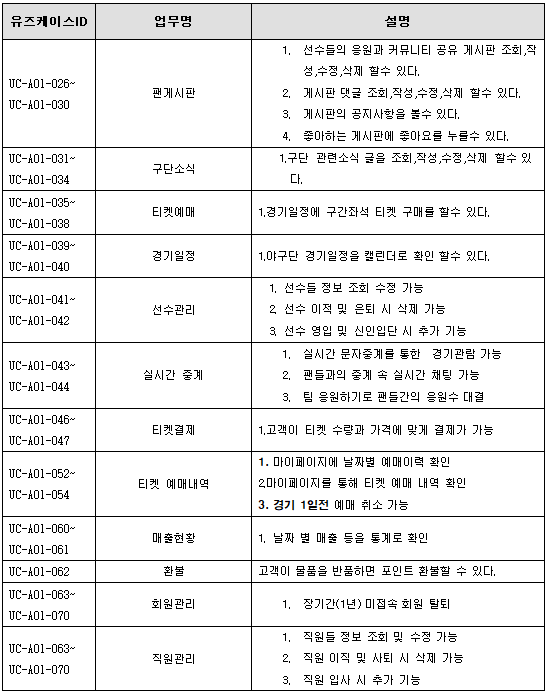 유즈케이스ID 업무명 설명
UC-A01-026~
UC-A01-030
팬게시판
1. 선수들의 응원과 커뮤니티 공유 게시판 조회,작
성,수정,삭제 할수 있다.
2. 게시판 댓글 조회,작성,수정,삭제 할수 있다.
3. 게시판의 공지사항을 볼수 있다.
4. 좋아하는 게시판에 좋아요를 누를수 있다.
UC-A01-031~
UC-A01-034
구단소식
1.구단 관련소식 글을 조회,작성,수정,삭제 할수 있
다.
UC-A01-035~
UC-A01-038
티켓예매
1.경기일정에 구간좌석 티켓 구매를 할수 있다.
UC-A01-039~
UC-A01-040
경기일정
1.야구단 경기일정을 캘린더로 확인 할수 있다.
UC-A01-041~
UC-A01-042
선수관리
1. 선수들 정보 조회 수정 가능
2. 선수 이적 및 은퇴 시 삭제 가능
3. 선수 영입 및 신인입단 시 추가 기능
UC-A01-043~
UC-A01-044
실시간 중계
1. 실시간 문자중계를 통한 경기관람 가능
2. 팬들과의 중계 속 실시간 채팅 가능
3. 팀 응원하기로 팬들간의 응원수 대결
UC-A01-046~
UC-A01-047
티켓결제
1.고객이 티켓 수량과 가격에 맞게 결제가 가능
UC-A01-052~
UC-A01-054
티켓 예매내역
1. 마이페이지에 날짜별 예매이력 확인
2.마이페이지를 통해 티켓 예매 내역 확인
3. 경기 1일전 예매 취소 가능
UC-A01-060~
UC-A01-061
매출현황
1. 날짜 별 매출 등을 통계로 확인
UC-A01-062
환불
고객이 물품을 반품하면 포인트 환불할 수 있다.
UC-A01-063~
UC-A01-070
회원관리
1. 장기간(1년) 미접속 회원 탈퇴
UC-A01-063~
UC-A01-070
직원관리
1. 직원들 정보 조회 및 수정 가능
2. 직원 이직 및 사퇴 시 삭제 가능
3. 직원 입사 시 추가 기능